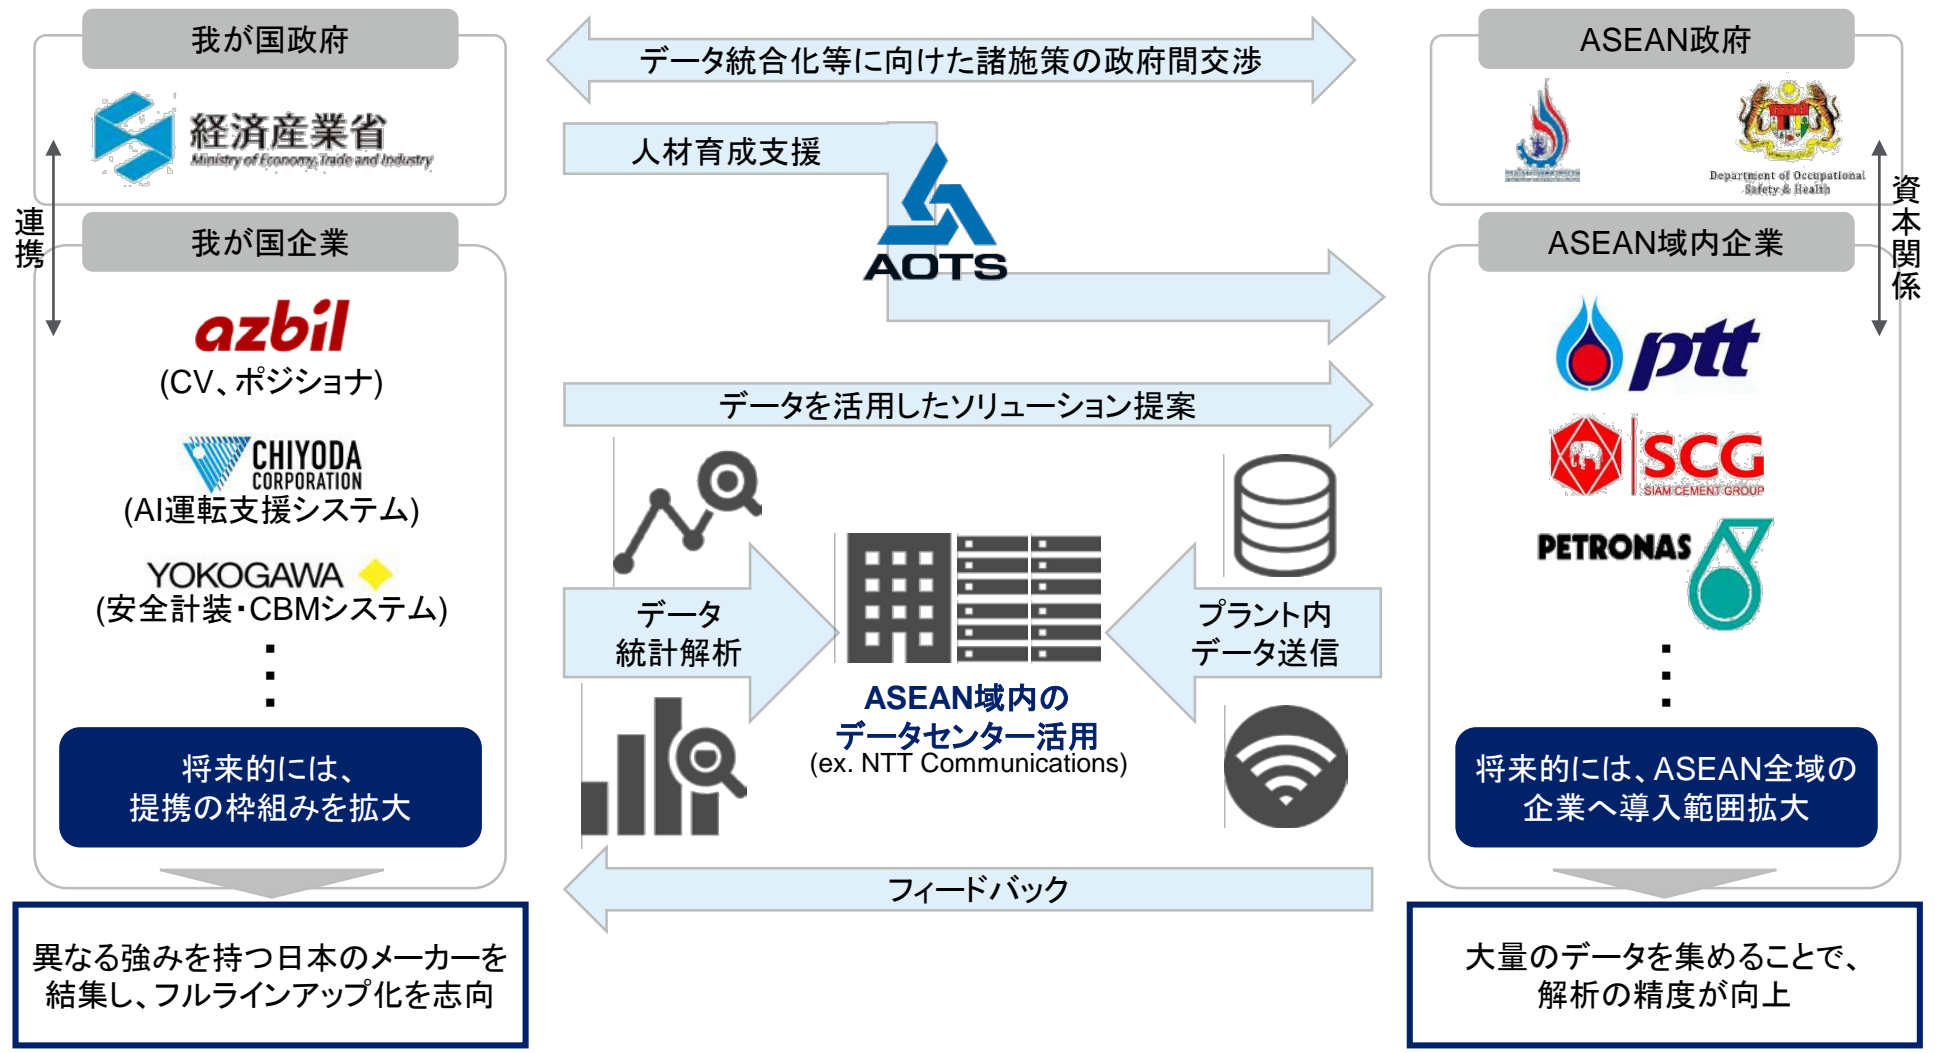 我が国政府
経済産業省
Ministry of Economy, Trade and Industry
連携
我が国企業
azbil
(CV、ポジショナ)
CHIYODA
CORPORATION
(AI運転支援システム)
YOKOGAWA
(安全計装・CBMシステム)
将来的には、
提携の枠組みを拡大
異なる強みを持つ日本のメーカーを
結集し、フルラインアップ化を志向
データ統合化等に向けた諸施策の政府間交渉
人材育成支援
AOTS
データを活用したソリューション提案
データ
統計解析
プラント内
データ送信
ASEAN域内の
データセンター活用
(ex. NTT Communications)
フィードバック
ASEAN政府
Department of Occupational
Safety & Health
資本関係
ASEAN域内企業
ptt
SCG
SIAM CEMENT GROUP
PETRONAS
将来的には、ASEAN全域の
企業へ導入範囲拡大
大量のデータを集めることで、
解析の精度が向上